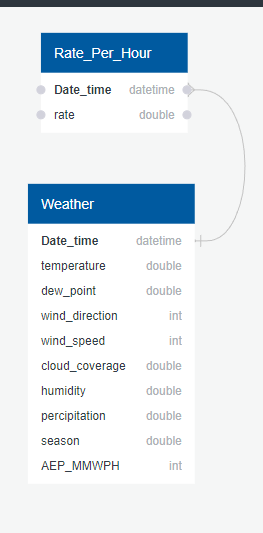 Rate_Per_Hour
Date_time datetime
rate double
Weather
Date_time datetime
temperature double
dew_point double
wind_direction int
wind_speed int
cloud_coverage double
humidity double
percipitation double
season double
AEP_MMWPH int